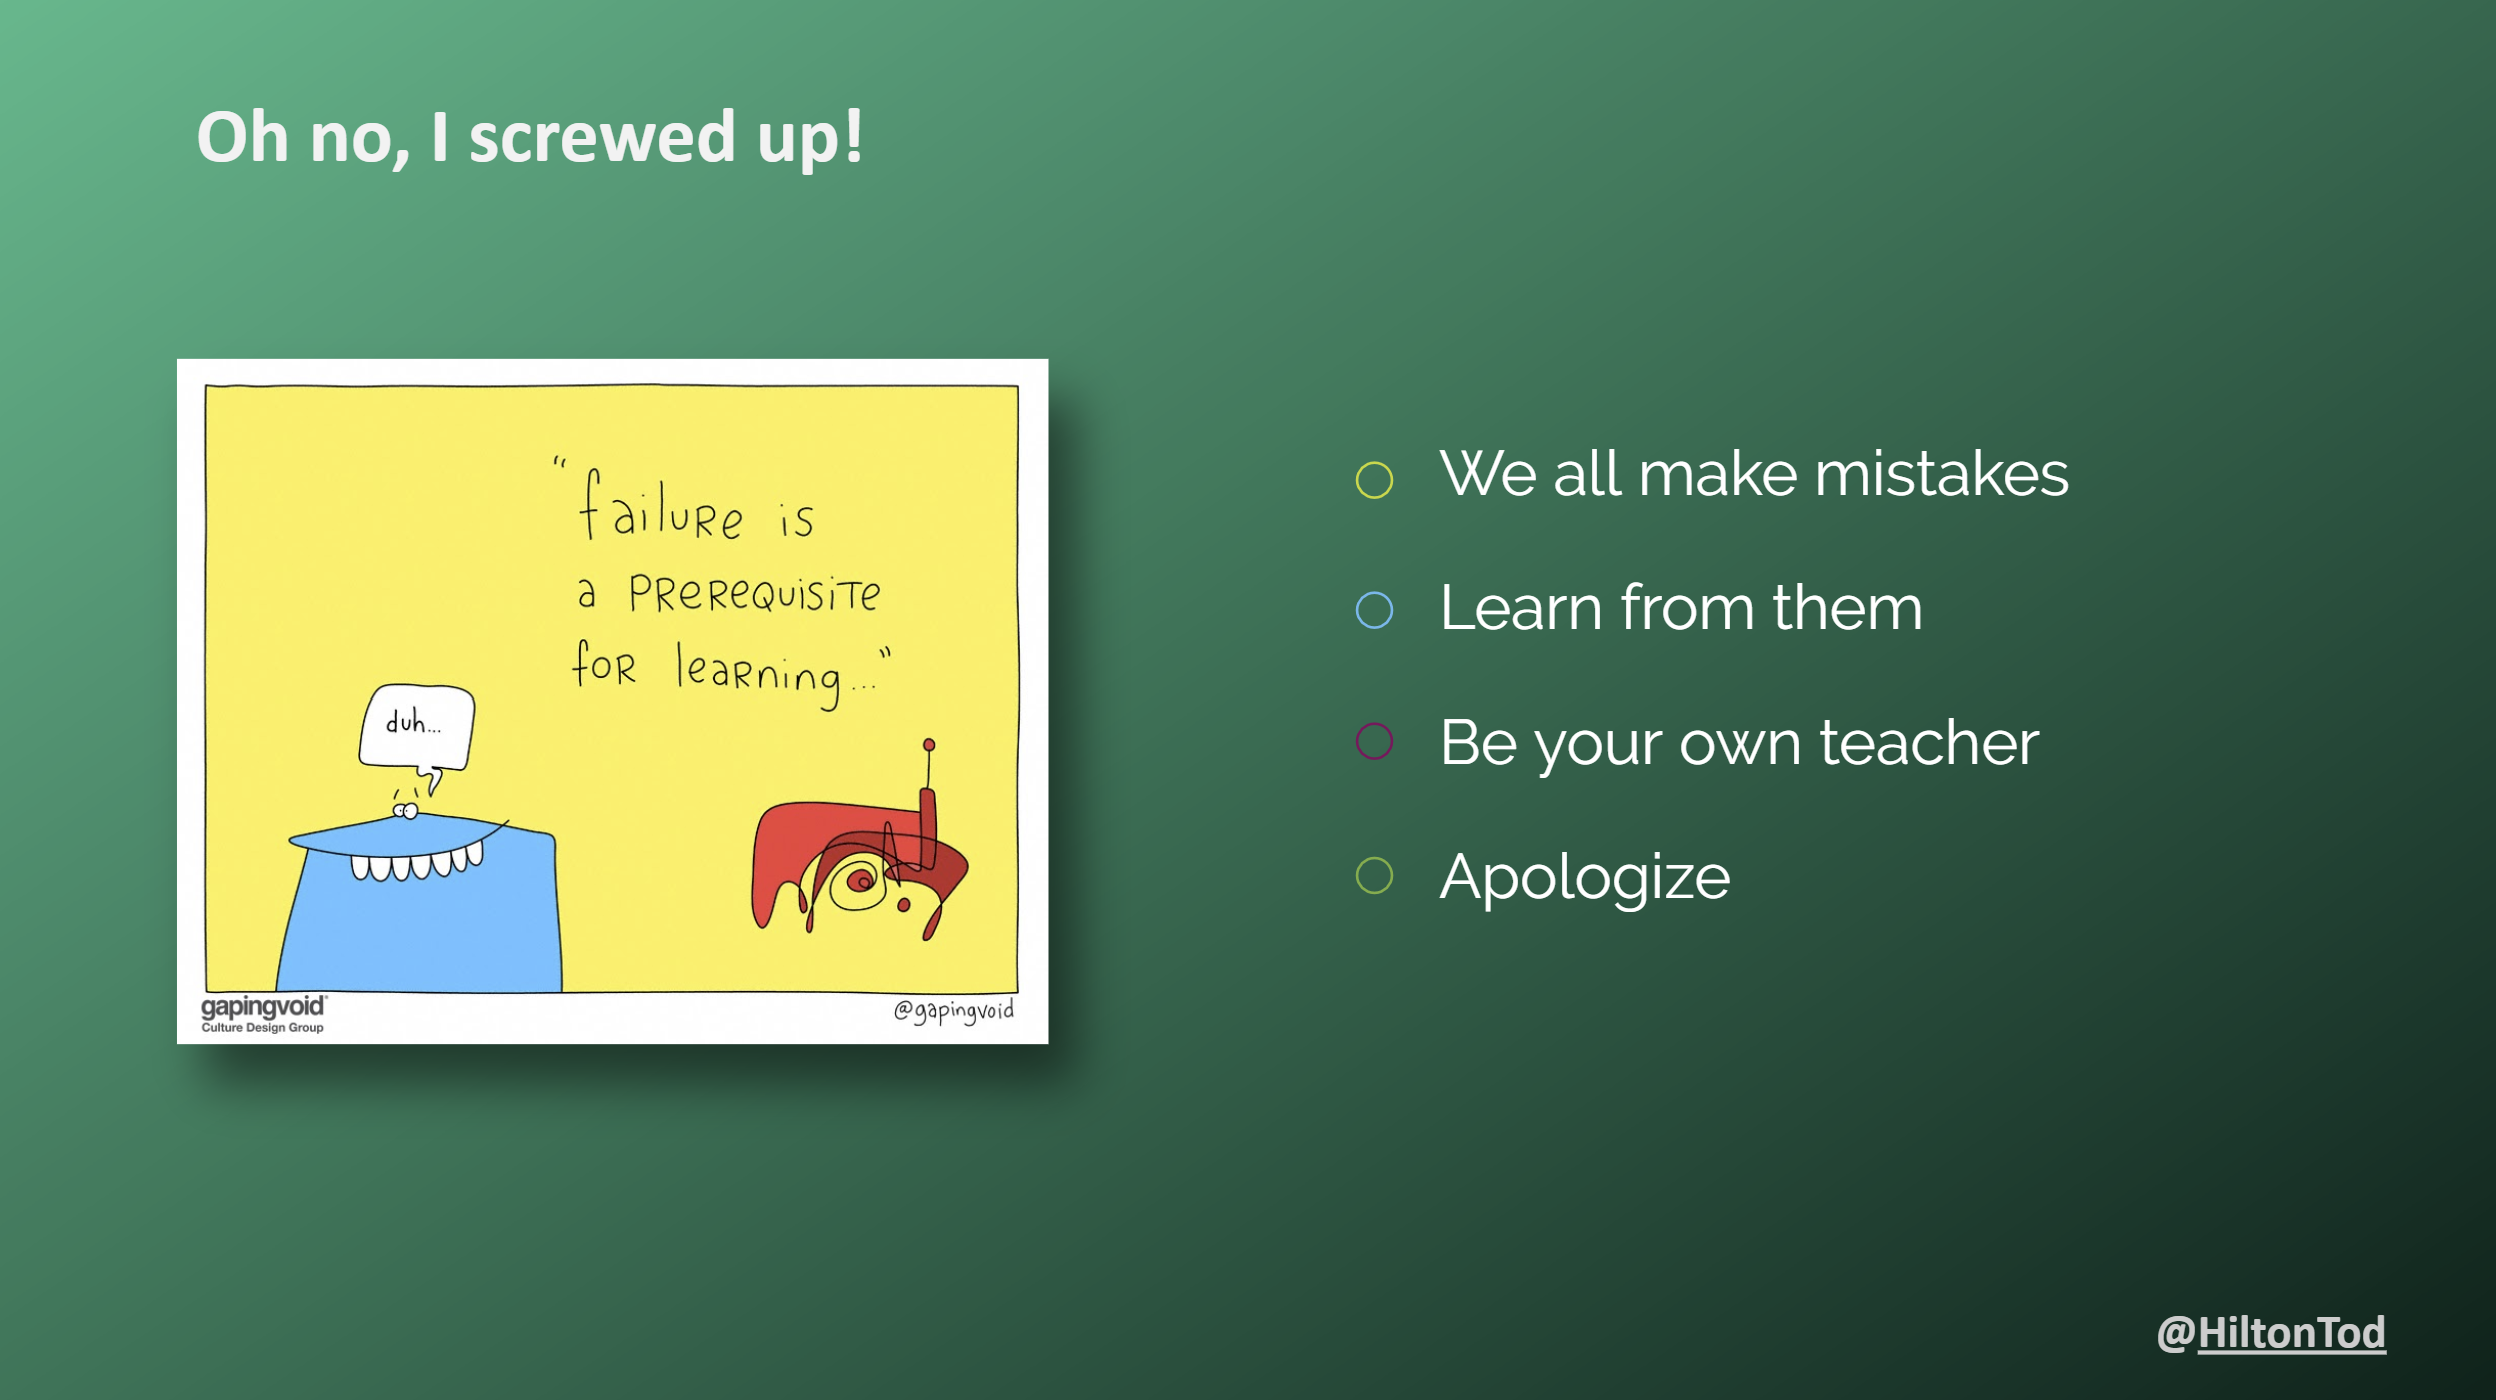 Oh no, I screwed up!
“failure is
a prerequisite
for learning...”
duh...
gapingvoid
Culture Design Group
@gapingvoid
We all make mistakes
Learn from them
Be your own teacher
Apologize
@HiltonTod